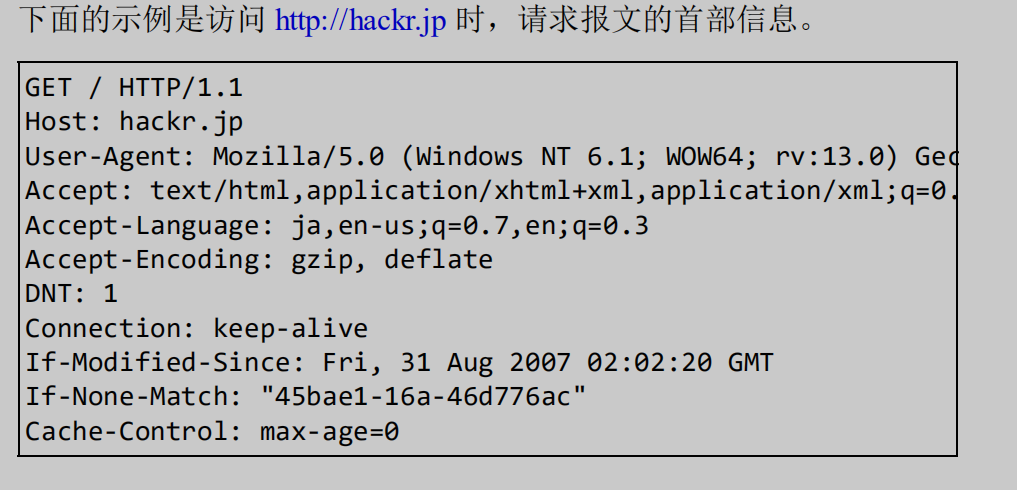 下面的示例是访问 http://hackr.jp 时，请求报文的首部信息。
GET / HTTP/1.1
Host: hackr.jp
User-Agent: Mozilla/5.0 (Windows NT 6.1; WOW64; rv:13.0) Gec
Accept: text/html,application/xhtml+xml,application/xml;q=0.
Accept-Language: ja,en-us;q=0.7,en;q=0.3
Accept-Encoding: gzip, deflate
DNT: 1
Connection: keep-alive
If-Modified-Since: Fri, 31 Aug 2007 02:02:20 GMT
If-None-Match: "45bae1-16a-46d776ac"
Cache-Control: max-age=0